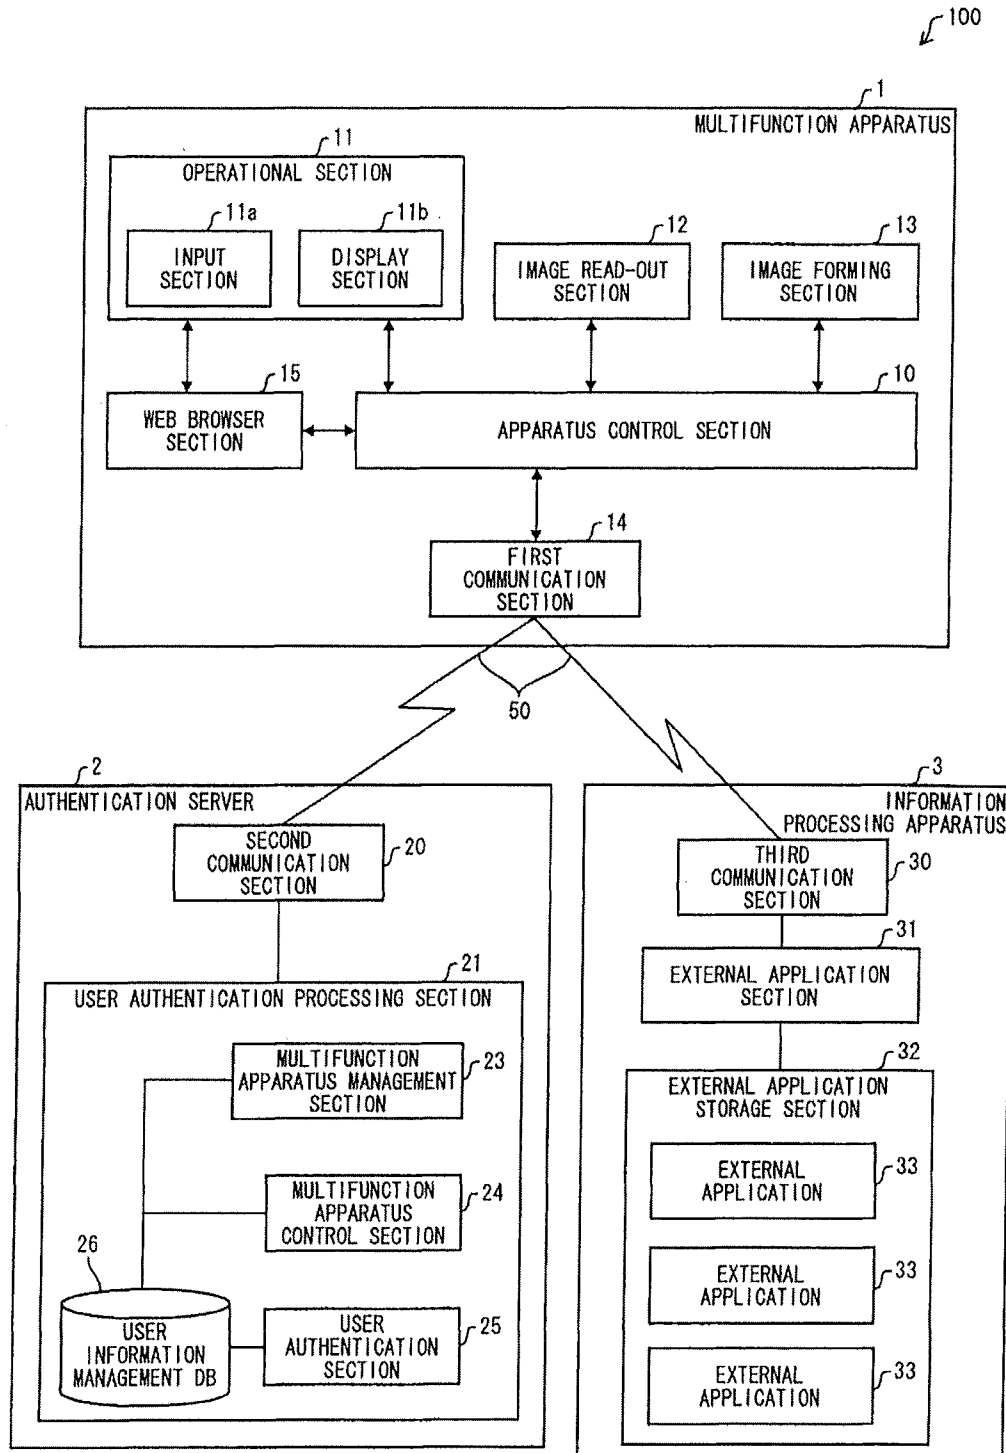 100
1
MULTIFUNCTION APPARATUS
11
OPERATIONAL SECTION
11a
INPUT
SECTION
11b
DISPLAY
SECTION
12
IMAGE READ-OUT
SECTION
13
IMAGE FORMING
SECTION
15
WEB BROWSER
SECTION
10
APPARATUS CONTROL SECTION
14
FIRST
COMMUNICATION
SECTION
50
2
AUTHENTICATION SERVER
SECOND
COMMUNICATION
SECTION
20
21
USER AUTHENTICATION PROCESSING SECTION
MULTIFUNCTION
APPARATUS MANAGEMENT
SECTION
23
MULTIFUNCTION
APPARATUS
CONTROL SECTION
24
26
USER
INFORMATION
MANAGEMENT DB
USER
AUTHENTICATION
SECTION
25
3
INFORMATION
PROCESSING APPARATUS
THIRD
COMMUNICATION
SECTION
30
31
EXTERNAL APPLICATION
SECTION
32
EXTERNAL APPLICATION
STORAGE SECTION
EXTERNAL
APPLICATION
33
EXTERNAL
APPLICATION
33
EXTERNAL
APPLICATION
33